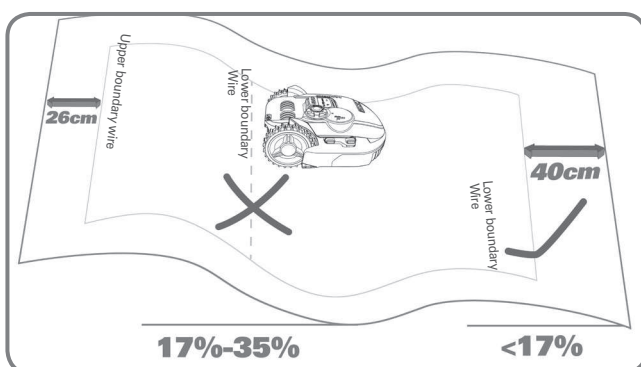 Upper boundary wire
26cm
Lower boundary
Wire
40cm
Lower boundary
Wire
17%-35%
<17%